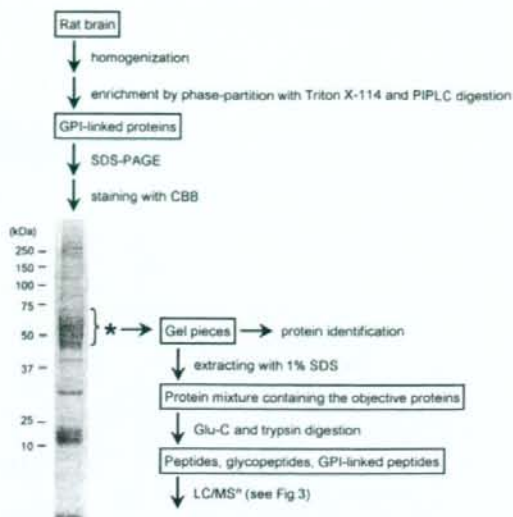 Rat brain
homogenization
enrichment by phase-partition with Triton X-114 and PIPLC digestion
GPI-linked proteins
SDS-PAGE
staining with CBB
(kDa)
250
150
100
75
50
37
25
10
*
Gel pieces
protein identification
extracting with 1% SDS
Protein mixture containing the objective proteins
Glu-C and trypsin digestion
Peptides, glycopeptides, GPI-linked peptides
LC/MSⁿ (see Fig 3)